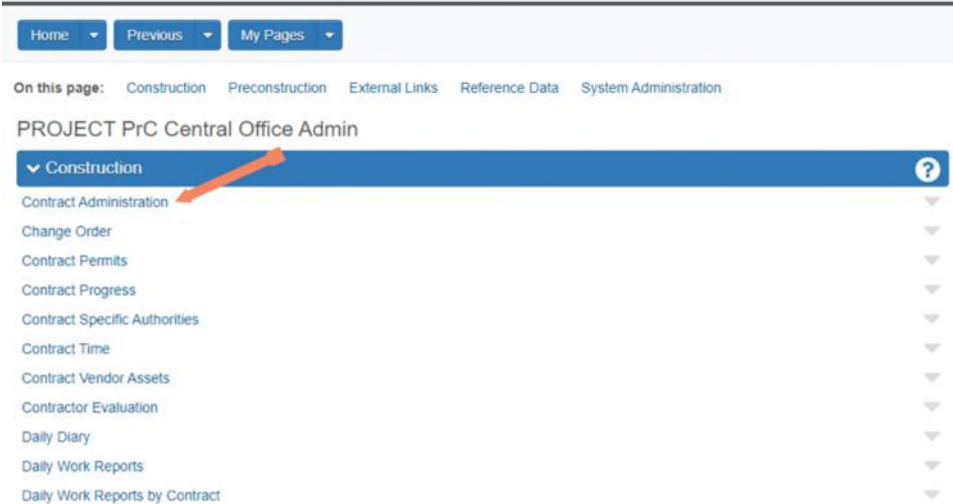 Home Previous My Pages
On this page: Construction Preconstruction External Links Reference Data System Administration
PROJECT PrC Central Office Admin
Construction ?
Contract Administration
Change Order
Contract Permits
Contract Progress
Contract Specific Authorities
Contract Time
Contract Vendor Assets
Contractor Evaluation
Daily Diary
Daily Work Reports
Daily Work Reports by Contract